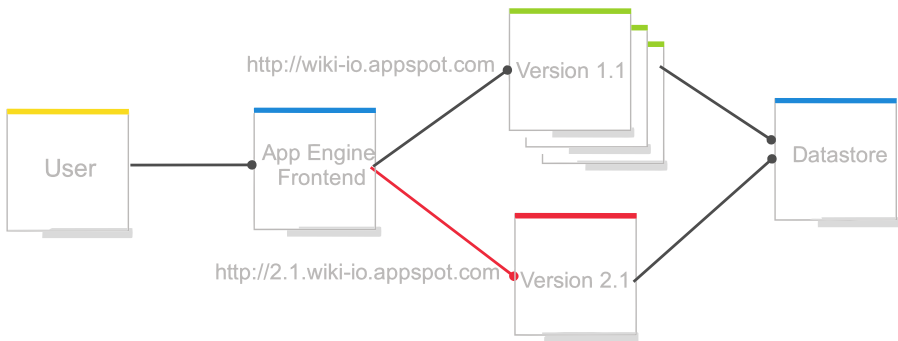 http://wiki-io.appspot.com
Version 1.1
User
App Engine
Frontend
Datastore
http://2.1.wiki-io.appspot.com
Version 2.1